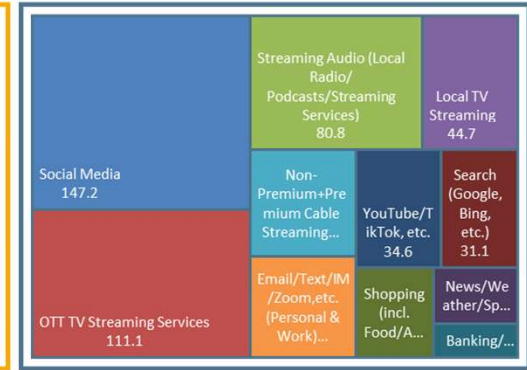 Social Media
147.2
OTT TV Streaming Services
111.1
Streaming Audio (Local
Radio/
Podcasts/Streaming
Services)
80.8
Local TV
Streaming
44.7
Non-
Premium+Pre
mium Cable
Streaming...
YouTube/T
ikTok, etc.
34.6
Search
(Google,
Bing,
etc.)
31.1
Email/Text/IM
/Zoom,etc.
(Personal &
Work)...
Shopping
(incl.
Food/A...
News/We
ather/Sp...
Banking/...